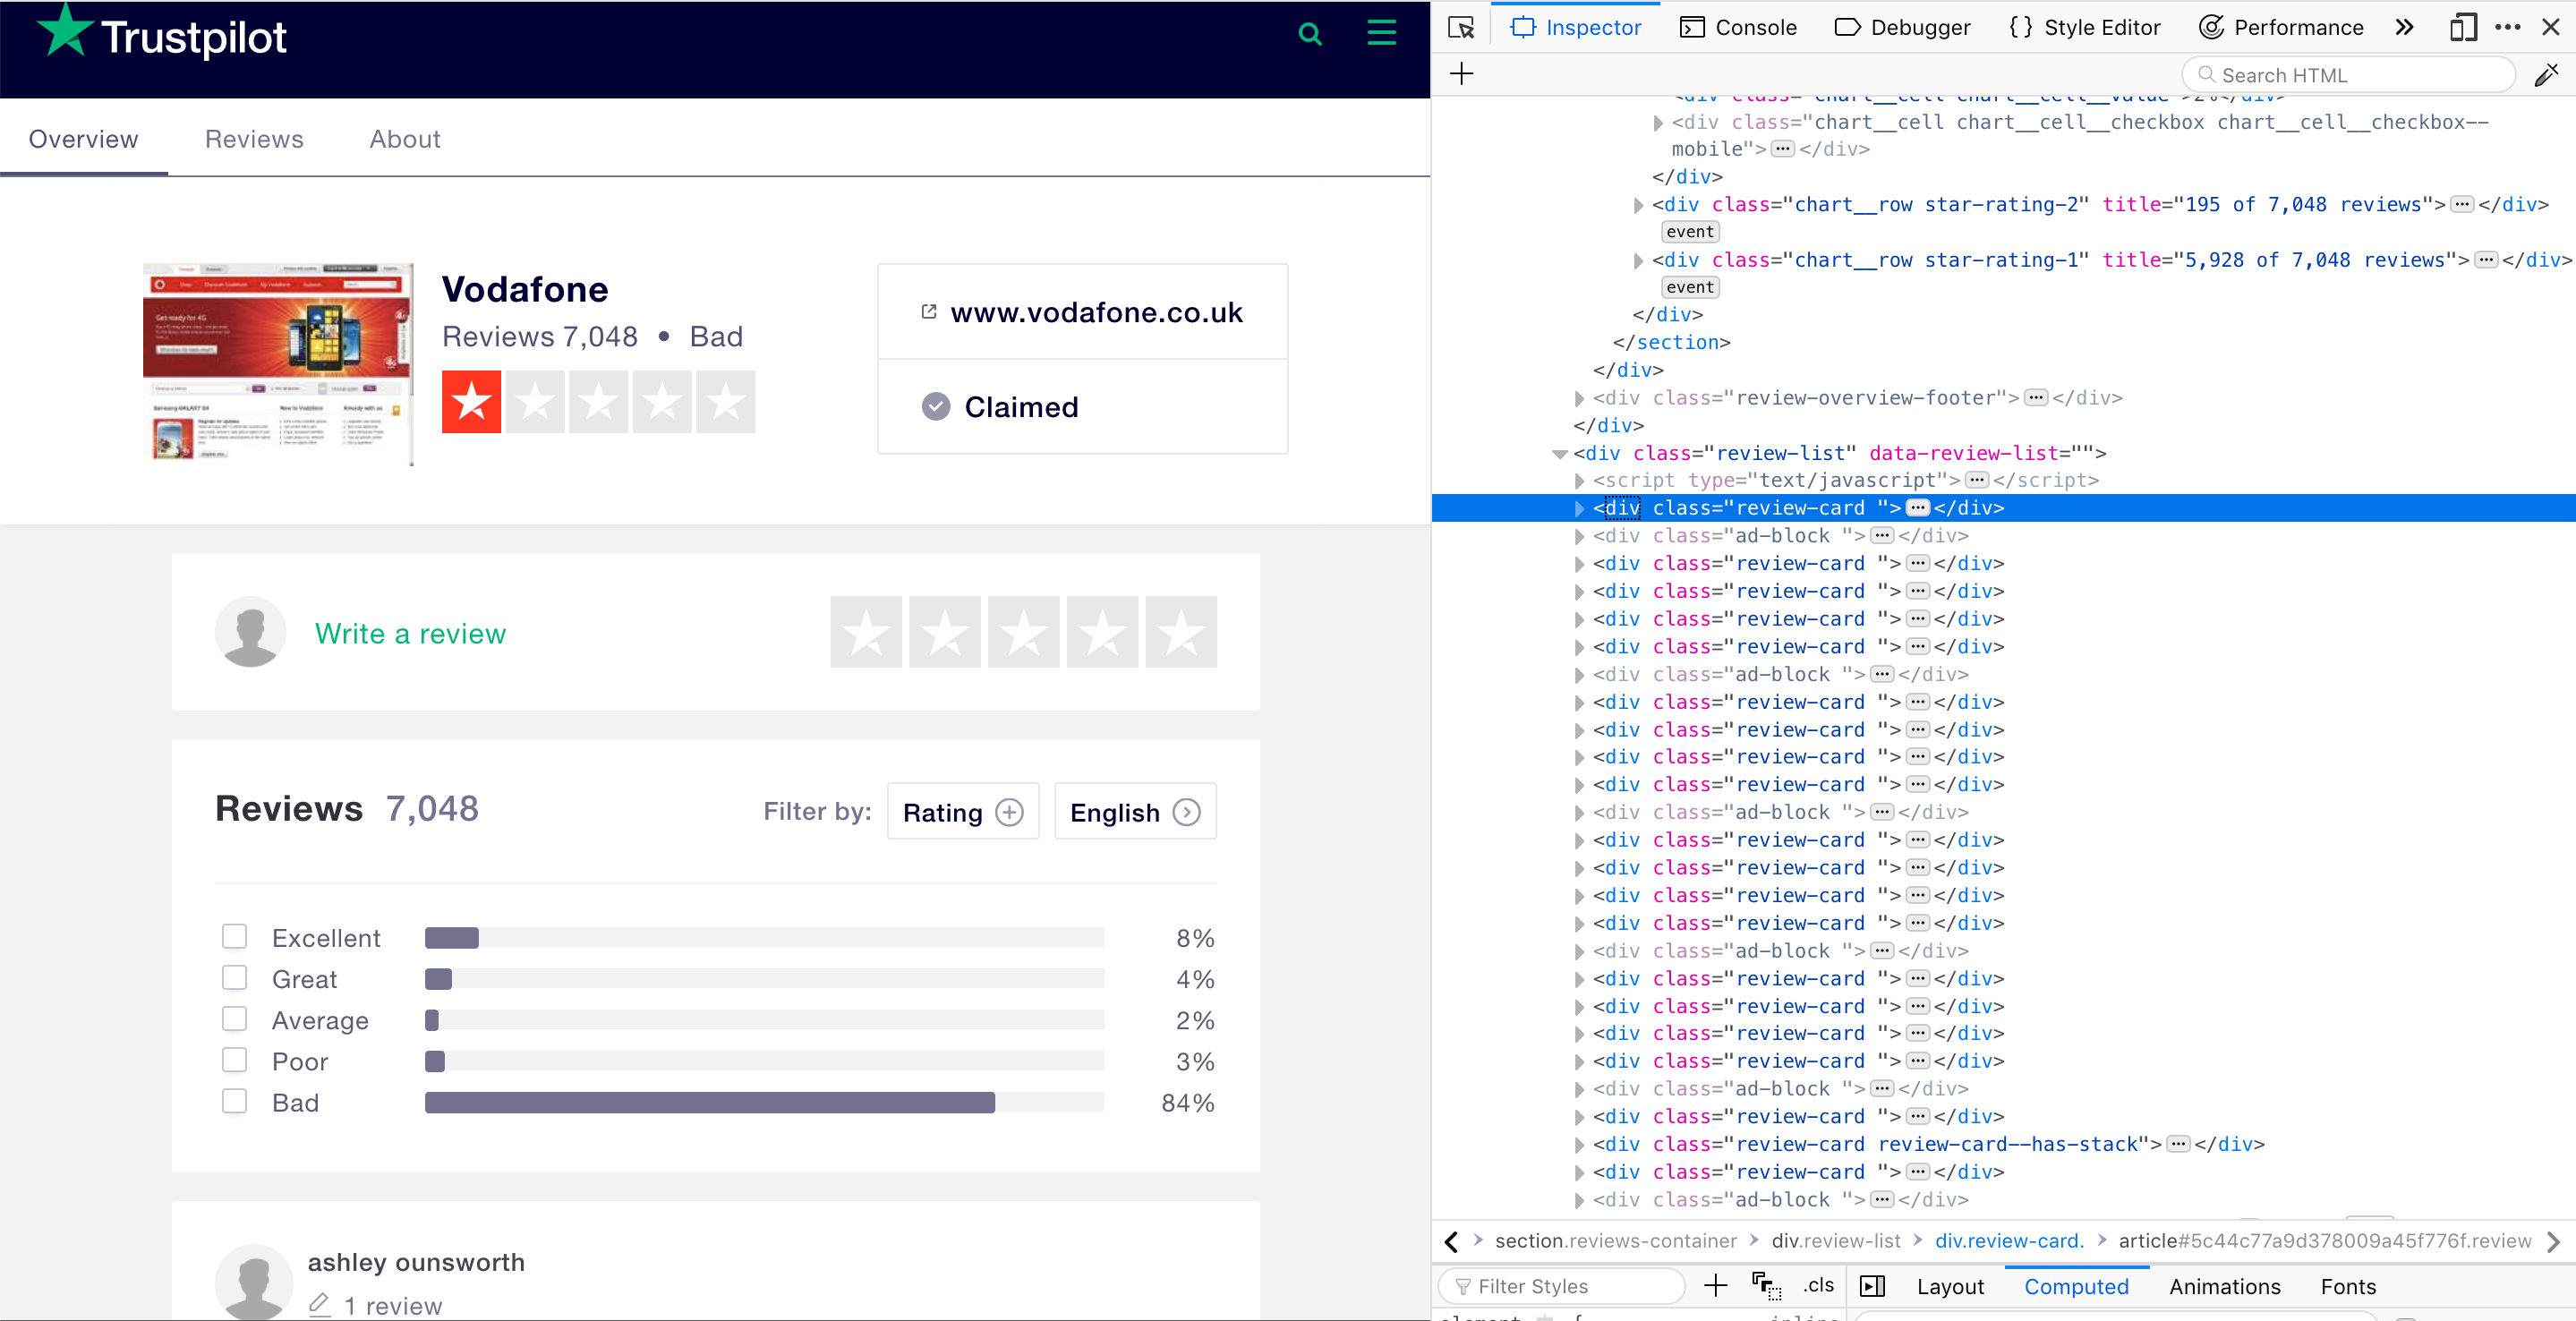 Trustpilot
Overview Reviews About
Vodafone
Reviews 7,048 • Bad
www.vodafone.co.uk
Claimed
Write a review
Reviews 7,048
Filter by: Rating English
Excellent 8%
Great 4%
Average 2%
Poor 3%
Bad 84%
ashley ounsworth
1 review
Inspector Console Debugger Style Editor Performance
Search HTML
<div class="chart__cell chart__cell__value">2%</div>
<div class="chart__cell chart__cell__checkbox chart__cell__checkbox--
mobile">…</div>
</div>
<div class="chart__row star-rating-2" title="195 of 7,048 reviews">…</div>
event
<div class="chart__row star-rating-1" title="5,928 of 7,048 reviews">…</div>
event
</div>
</section>
</div>
<div class="review-overview-footer">…</div>
</div>
<div class="review-list" data-review-list="">
<script type="text/javascript">…</script>
<div class="review-card ">…</div>
<div class="ad-block ">…</div>
<div class="review-card ">…</div>
<div class="review-card ">…</div>
<div class="review-card ">…</div>
<div class="review-card ">…</div>
<div class="ad-block ">…</div>
<div class="review-card ">…</div>
<div class="review-card ">…</div>
<div class="review-card ">…</div>
<div class="review-card ">…</div>
<div class="ad-block ">…</div>
<div class="review-card ">…</div>
<div class="review-card ">…</div>
<div class="review-card ">…</div>
<div class="review-card ">…</div>
<div class="ad-block ">…</div>
<div class="review-card ">…</div>
<div class="review-card ">…</div>
<div class="review-card ">…</div>
<div class="review-card ">…</div>
<div class="ad-block ">…</div>
<div class="review-card ">…</div>
<div class="review-card review-card--has-stack">…</div>
<div class="review-card ">…</div>
<div class="ad-block ">…</div>
section.reviews-container > div.review-list > div.review-card. > article#5c44c77a9d378009a45f776f.review
Filter Styles + .cls Layout Computed Animations Fonts
element { inline